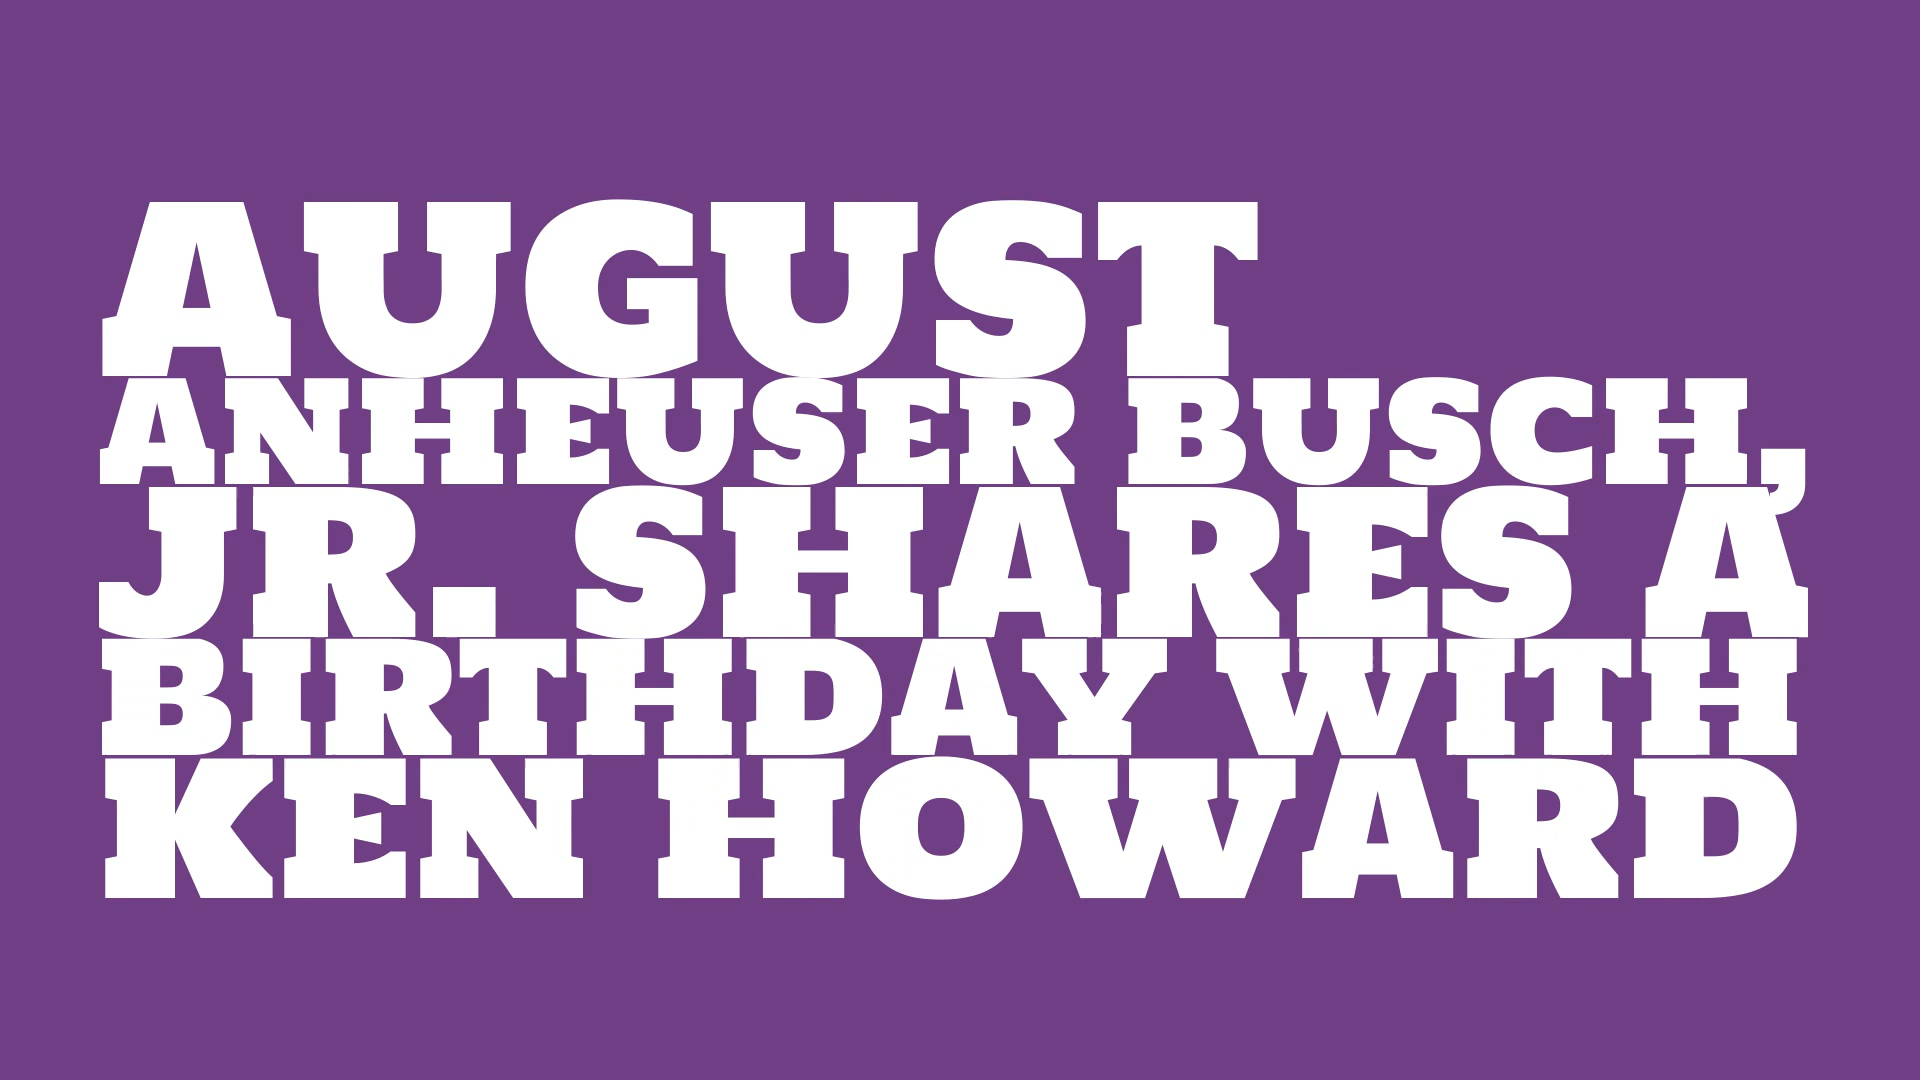 AUGUST
ANHEUSER BUSCH,
JR. SHARES A
BIRTHDAY WITH
KEN HOWARD